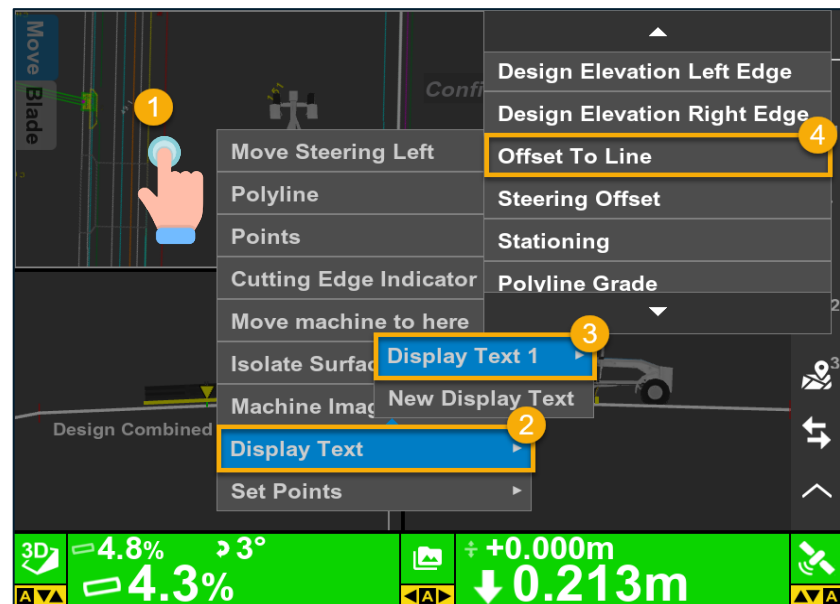 Move
Blade
1
Confi
Move Steering Left
Polyline
Points
Cutting Edge Indicator
Move machine to here
Isolate Surfac
Machine Imag
Display Text
Set Points
2
3
Display Text 1
New Display Text
Design Elevation Left Edge
Design Elevation Right Edge
4
Offset To Line
Steering Offset
Stationing
Polyline Grade
2
3
Design Combined
3D
4.8% 3°
4.3%
A
A
+0.000m
0.213m
A